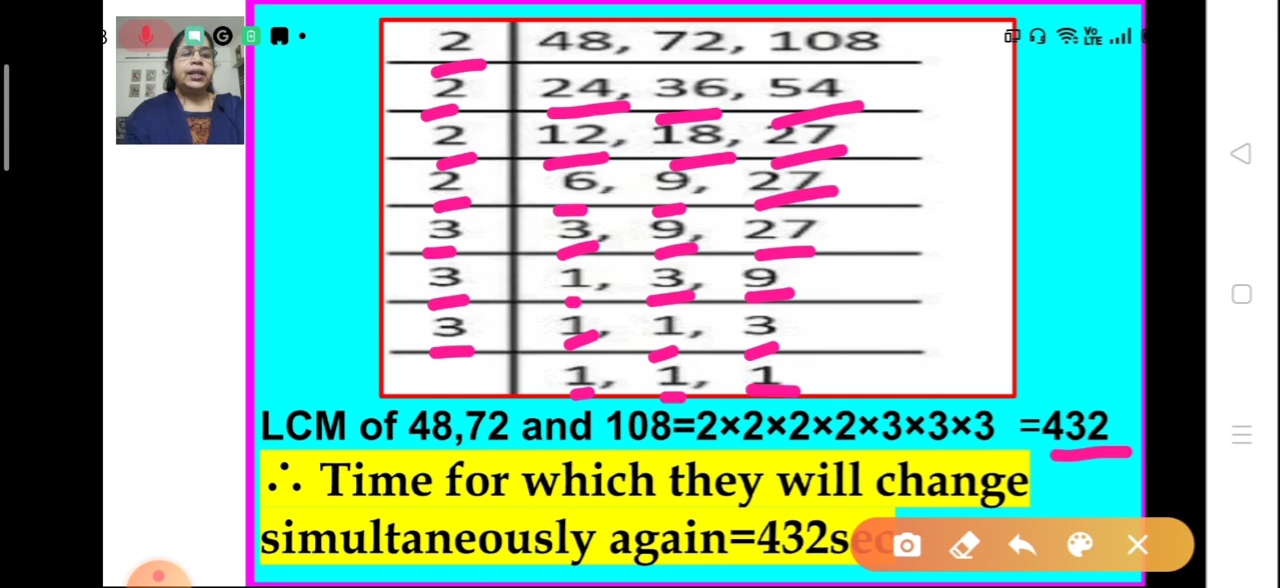 2 48, 72, 108
2 24, 36, 54
2 12, 18, 27
2 6, 9, 27
3 3, 9, 27
3 1, 3, 9
3 1, 1, 3
1, 1, 1
LCM of 48,72 and 108=2×2×2×2×3×3×3 =432
∴ Time for which they will change
simultaneously again=432sec